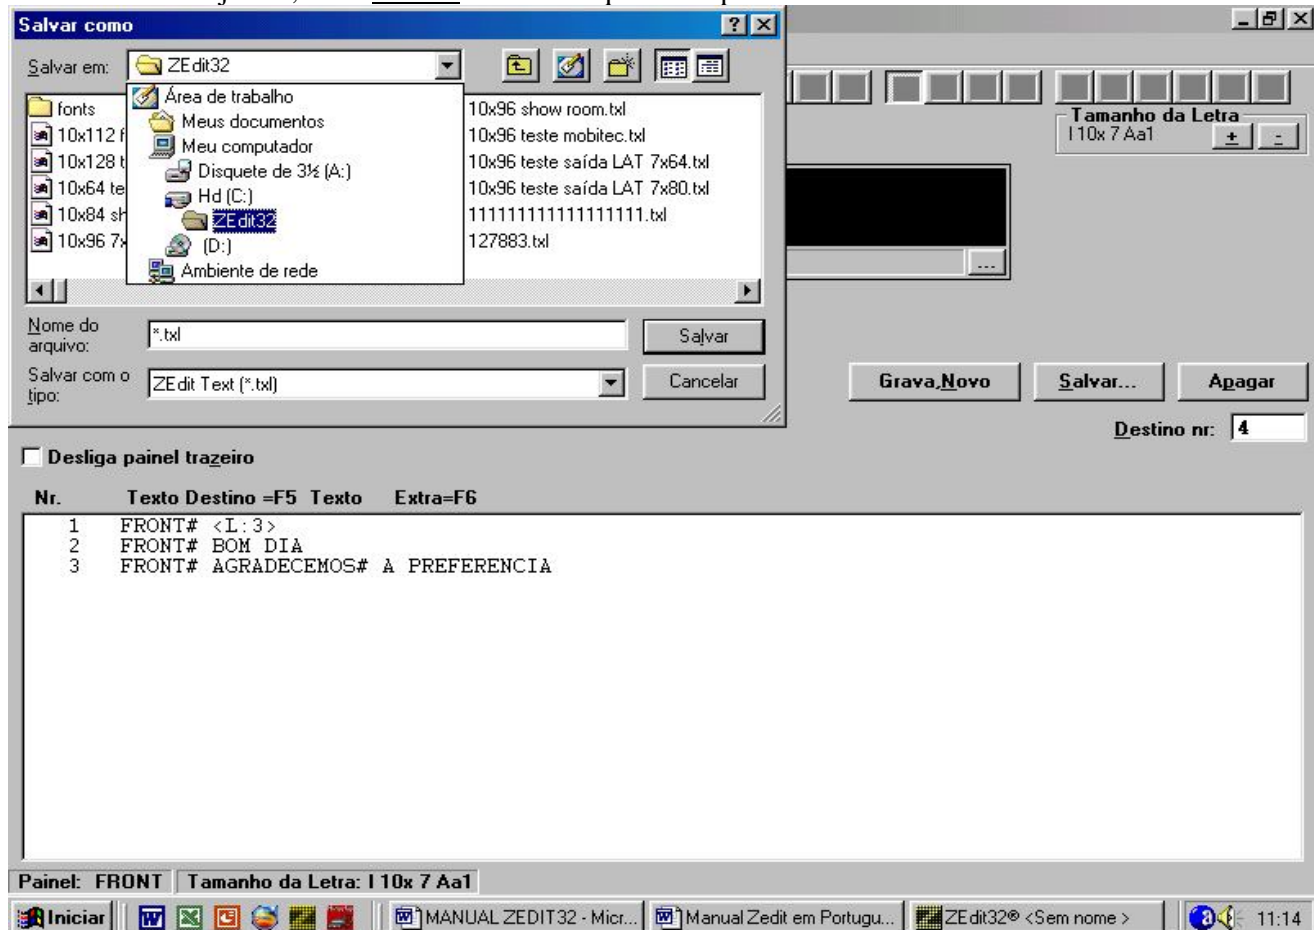 Salvar como
Salvar em: ZEdit32
fonts
10x112 f
10x128 t
10x64 te
10x84 sh
10x96 7x
Área de trabalho
Meus documentos
Meu computador
Disquete de 3½ (A:)
Hd (C:)
ZEdit32
(D:)
Ambiente de rede
10x96 show room.txl
10x96 teste mobitec.txl
10x96 teste saída LAT 7x64.txl
10x96 teste saída LAT 7x80.txl
111111111111111111.txl
127883.txl
Nome do arquivo: *.txl Salvar
Salvar com o tipo: ZEdit Text (*.txl) Cancelar
Tamanho da Letra
I 10x 7 Aa1 + -
...
Grava,Novo Salvar... Apagar
Destino nr: 4
Desliga painel trazeiro
Nr. Texto Destino =F5 Texto Extra=F6
1 FRONT# <L:3>
2 FRONT# BOM DIA
3 FRONT# AGRADECEMOS# A PREFERENCIA
Painel: FRONT Tamanho da Letra: I 10x 7 Aa1
Iniciar MANUAL ZEDIT32 - Micr... Manual Zedit em Portugu... ZEdit32® <Sem nome > 11:14